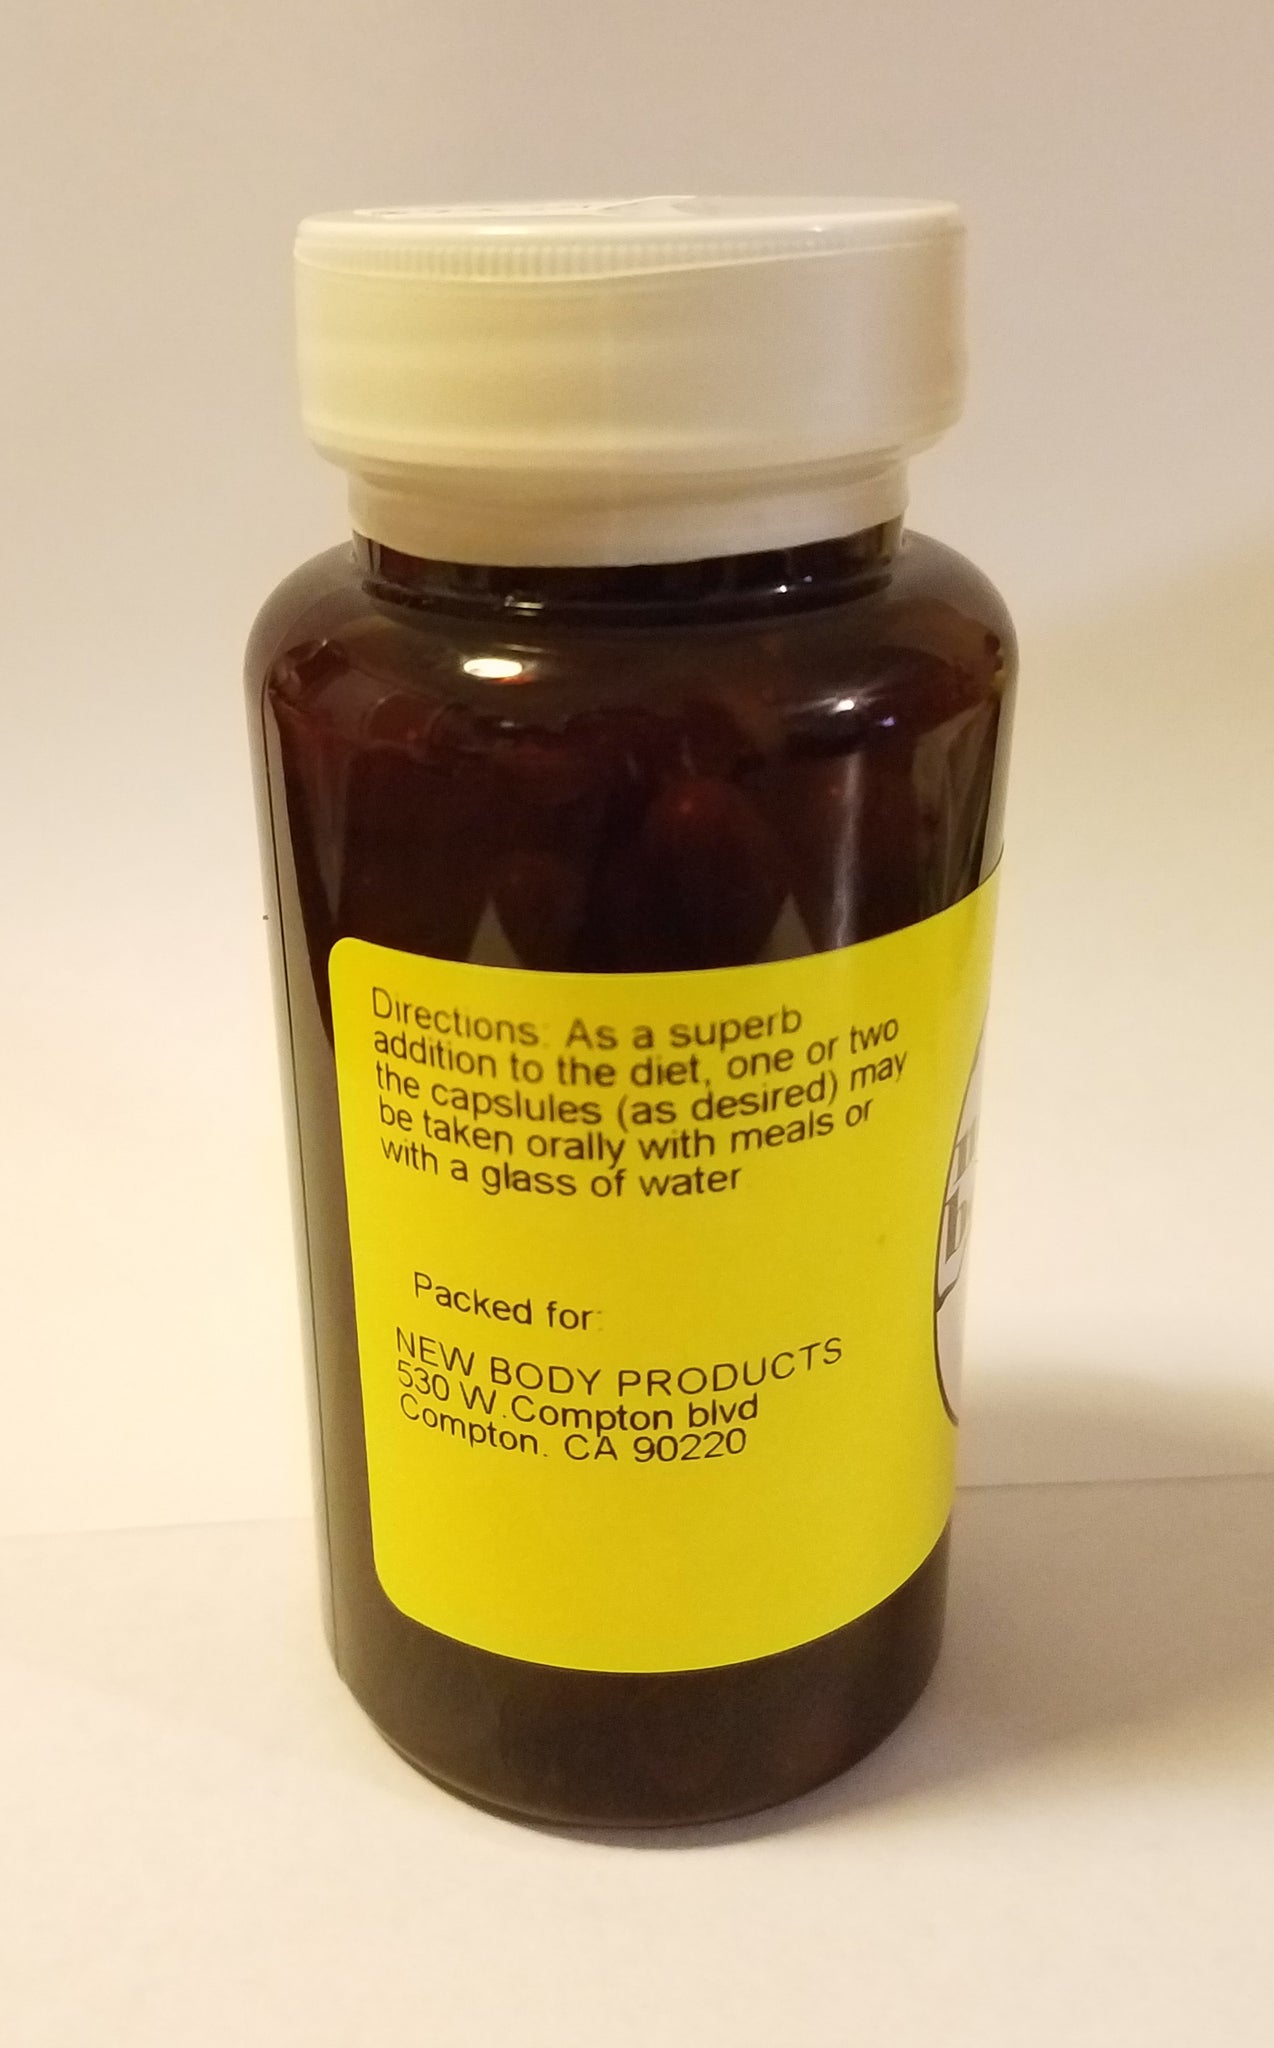 Directions: As a superb
addition to the diet, one or two
the capslules (as desired) may
be taken orally with meals or
with a glass of water
Packed for:
NEW BODY PRODUCTS
530 W.Compton blvd
Compton. CA 90220